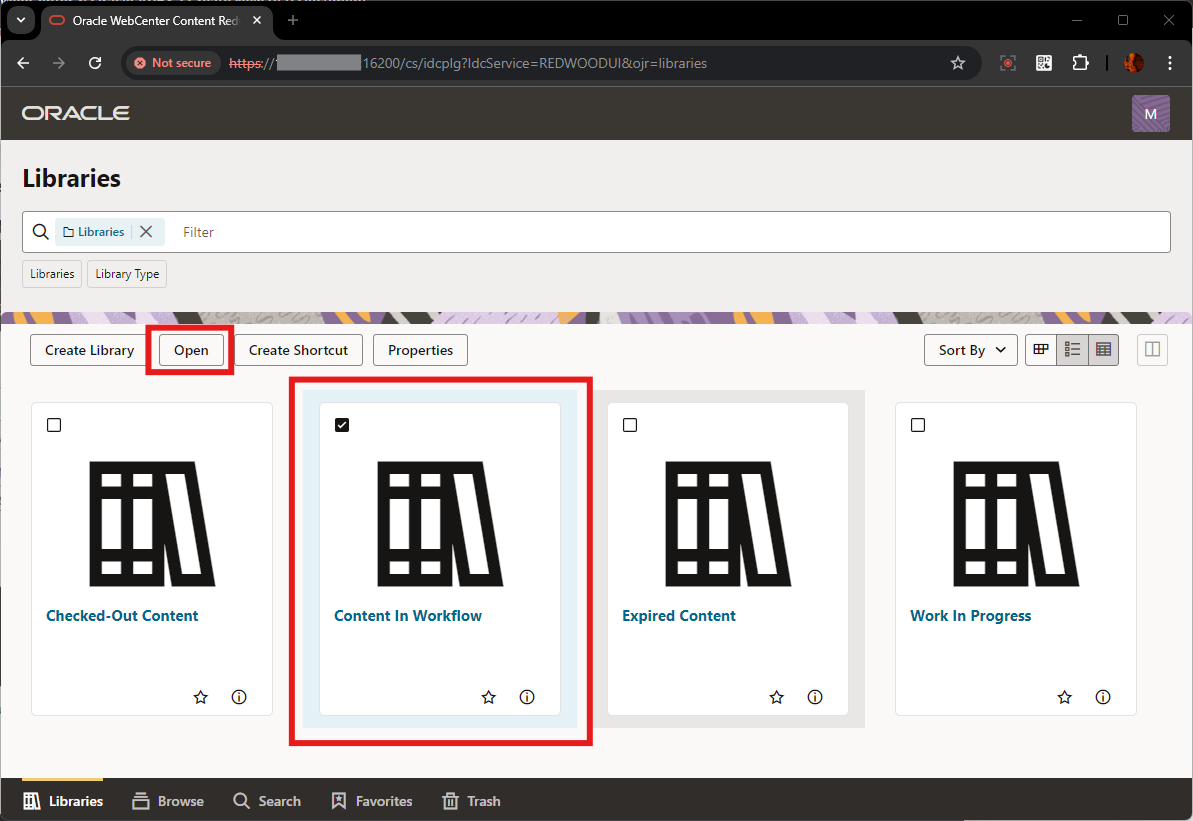 Oracle WebCenter Content Red
Not secure
https://
16200/cs/idcplg?IdcService=REDWOODUI&ojr=libraries
ORACLE
M
Libraries
Libraries
Filter
Libraries
Library Type
Create Library
Open
Create Shortcut
Properties
Sort By
Checked-Out Content
Content In Workflow
Expired Content
Work In Progress
Libraries
Browse
Search
Favorites
Trash